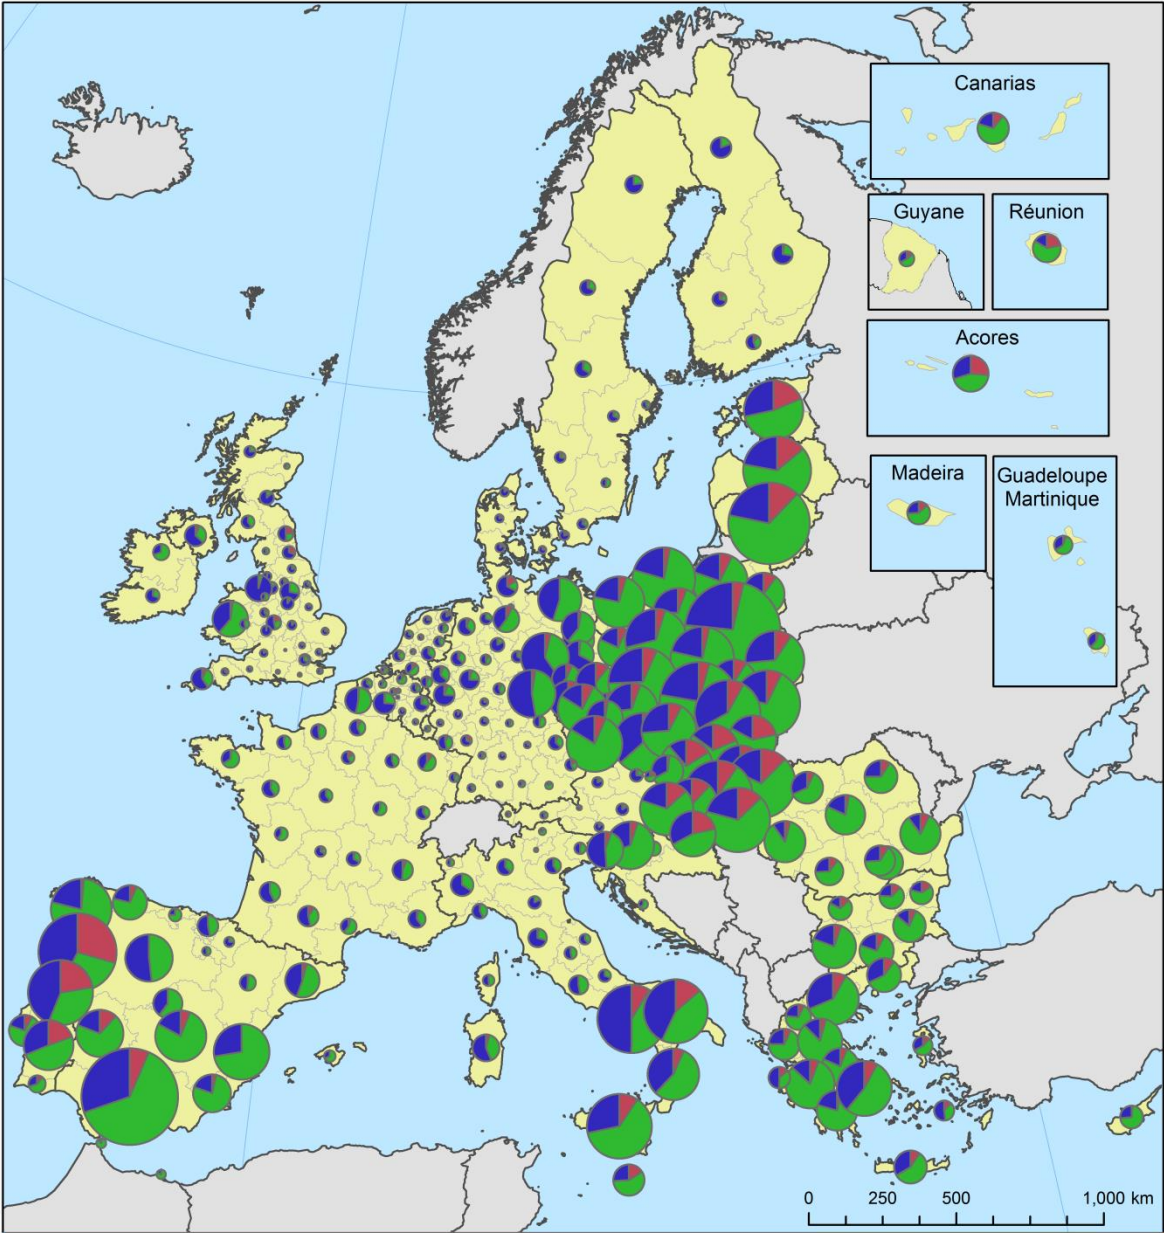 Canarias
Guyane
Réunion
Acores
Madeira
Guadeloupe
Martinique
0 250 500 1,000 km